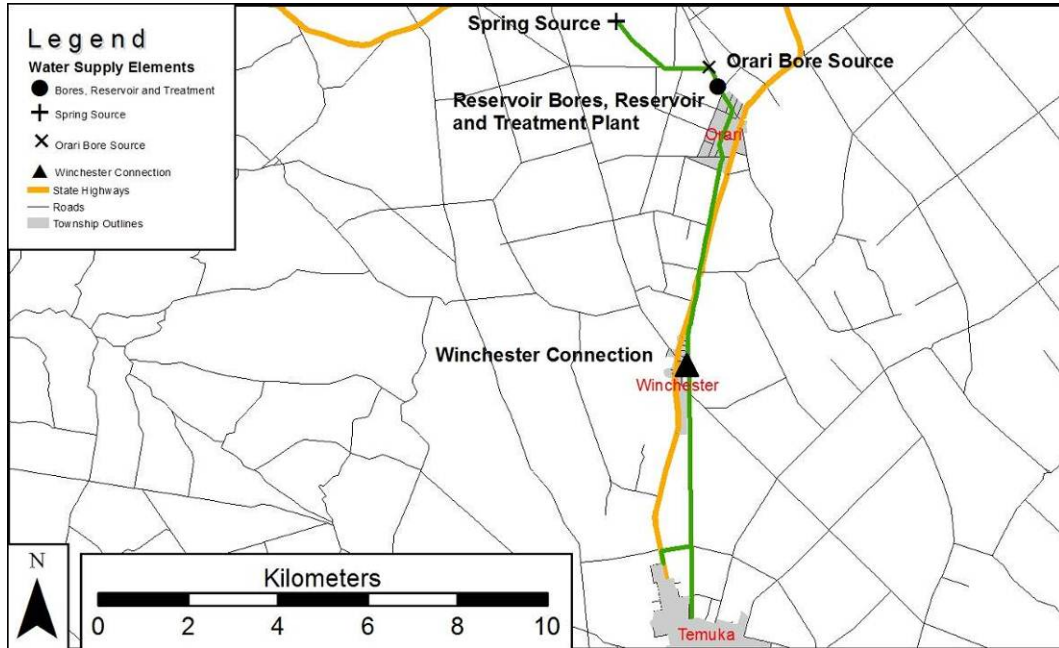 Legend
Water Supply Elements
Bores, Reservoir and Treatment
Spring Source
Orari Bore Source
Winchester Connection
State Highways
Roads
Township Outlines
Spring Source
Orari Bore Source
Reservoir Bores, Reservoir
and Treatment Plant
Orari
Winchester Connection
Winchester
N
Kilometers
0 2 4 6 8 10
Temuka